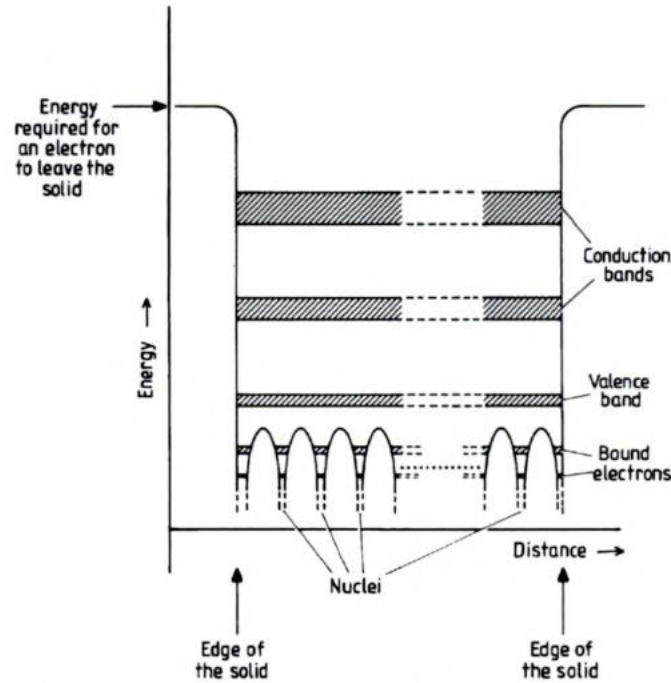 Energy
required for
an electron
to leave the
solid
Conduction
bands
Energy →
Valence
band
Bound
electrons
Distance →
Nuclei
Edge of
the solid
Edge of
the solid